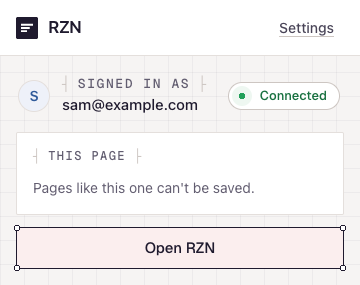 RZN
Settings
S
SIGNED IN AS
sam@example.com
Connected
THIS PAGE
Pages like this one can't be saved.
Open RZN